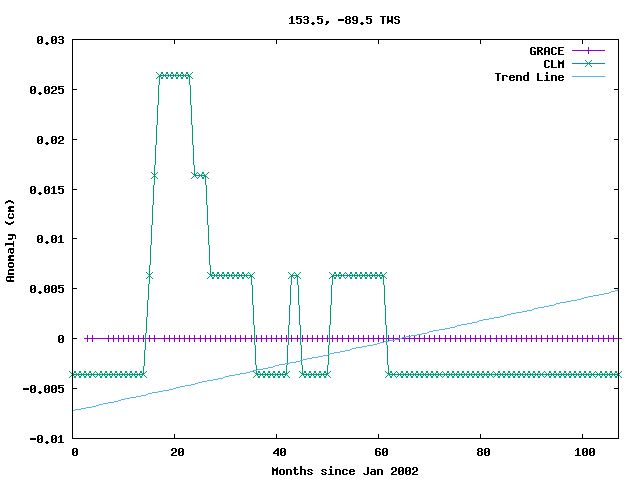 153.5, -89.5 TWS
GRACE
CLM
Trend Line
0.03
0.025
0.02
0.015
0.01
0.005
0
-0.005
-0.01
Anomaly (cm)
0 20 40 60 80 100
Months since Jan 2002